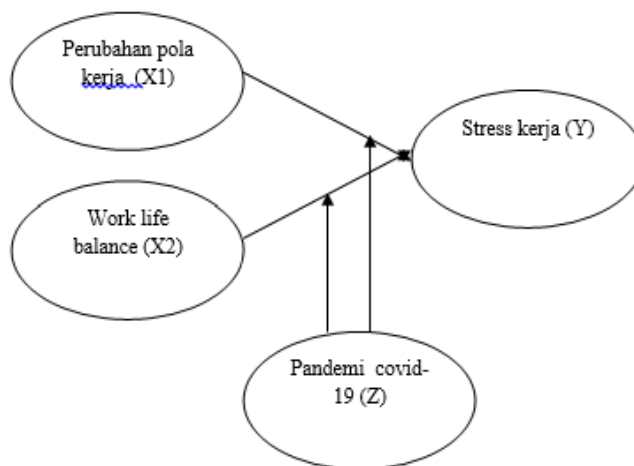 Perubahan pola
kerja (X1)
Stress kerja (Y)
Work life
balance (X2)
Pandemi covid-
19 (Z)